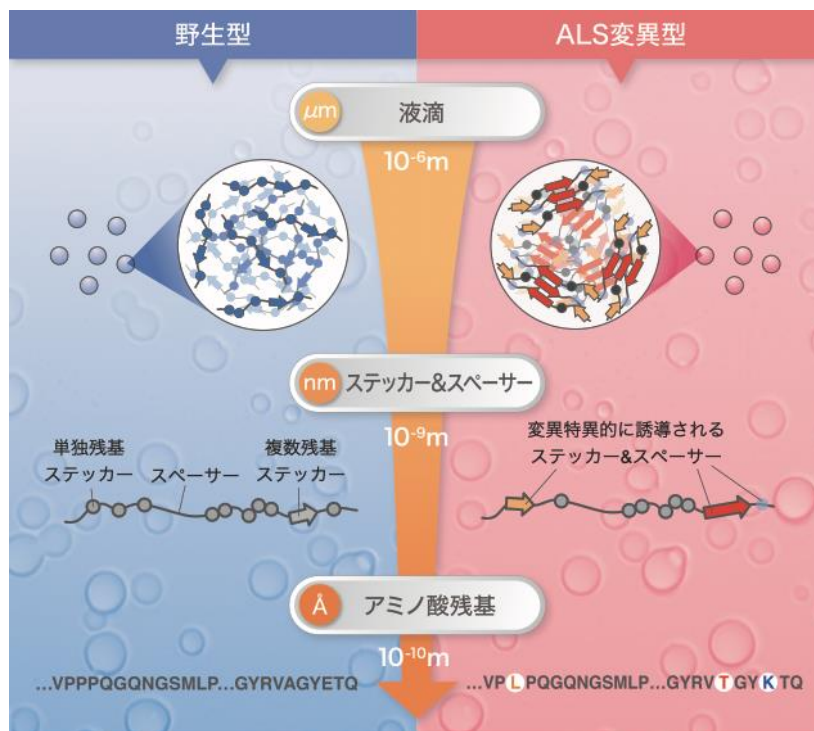 野生型
ALS変異型
μm 液滴
10⁻⁶m
nm ステッカー&スペーサー
10⁻⁹m
単独残基
ステッカー
スペーサー
複数残基
ステッカー
変異特異的に誘導される
ステッカー&スペーサー
Å アミノ酸残基
10⁻¹⁰m
...VPPPQGQNGSMLP...GYRVAGYETQ
...VPLPQGQNGSMLP...GYRVTGYKTQ